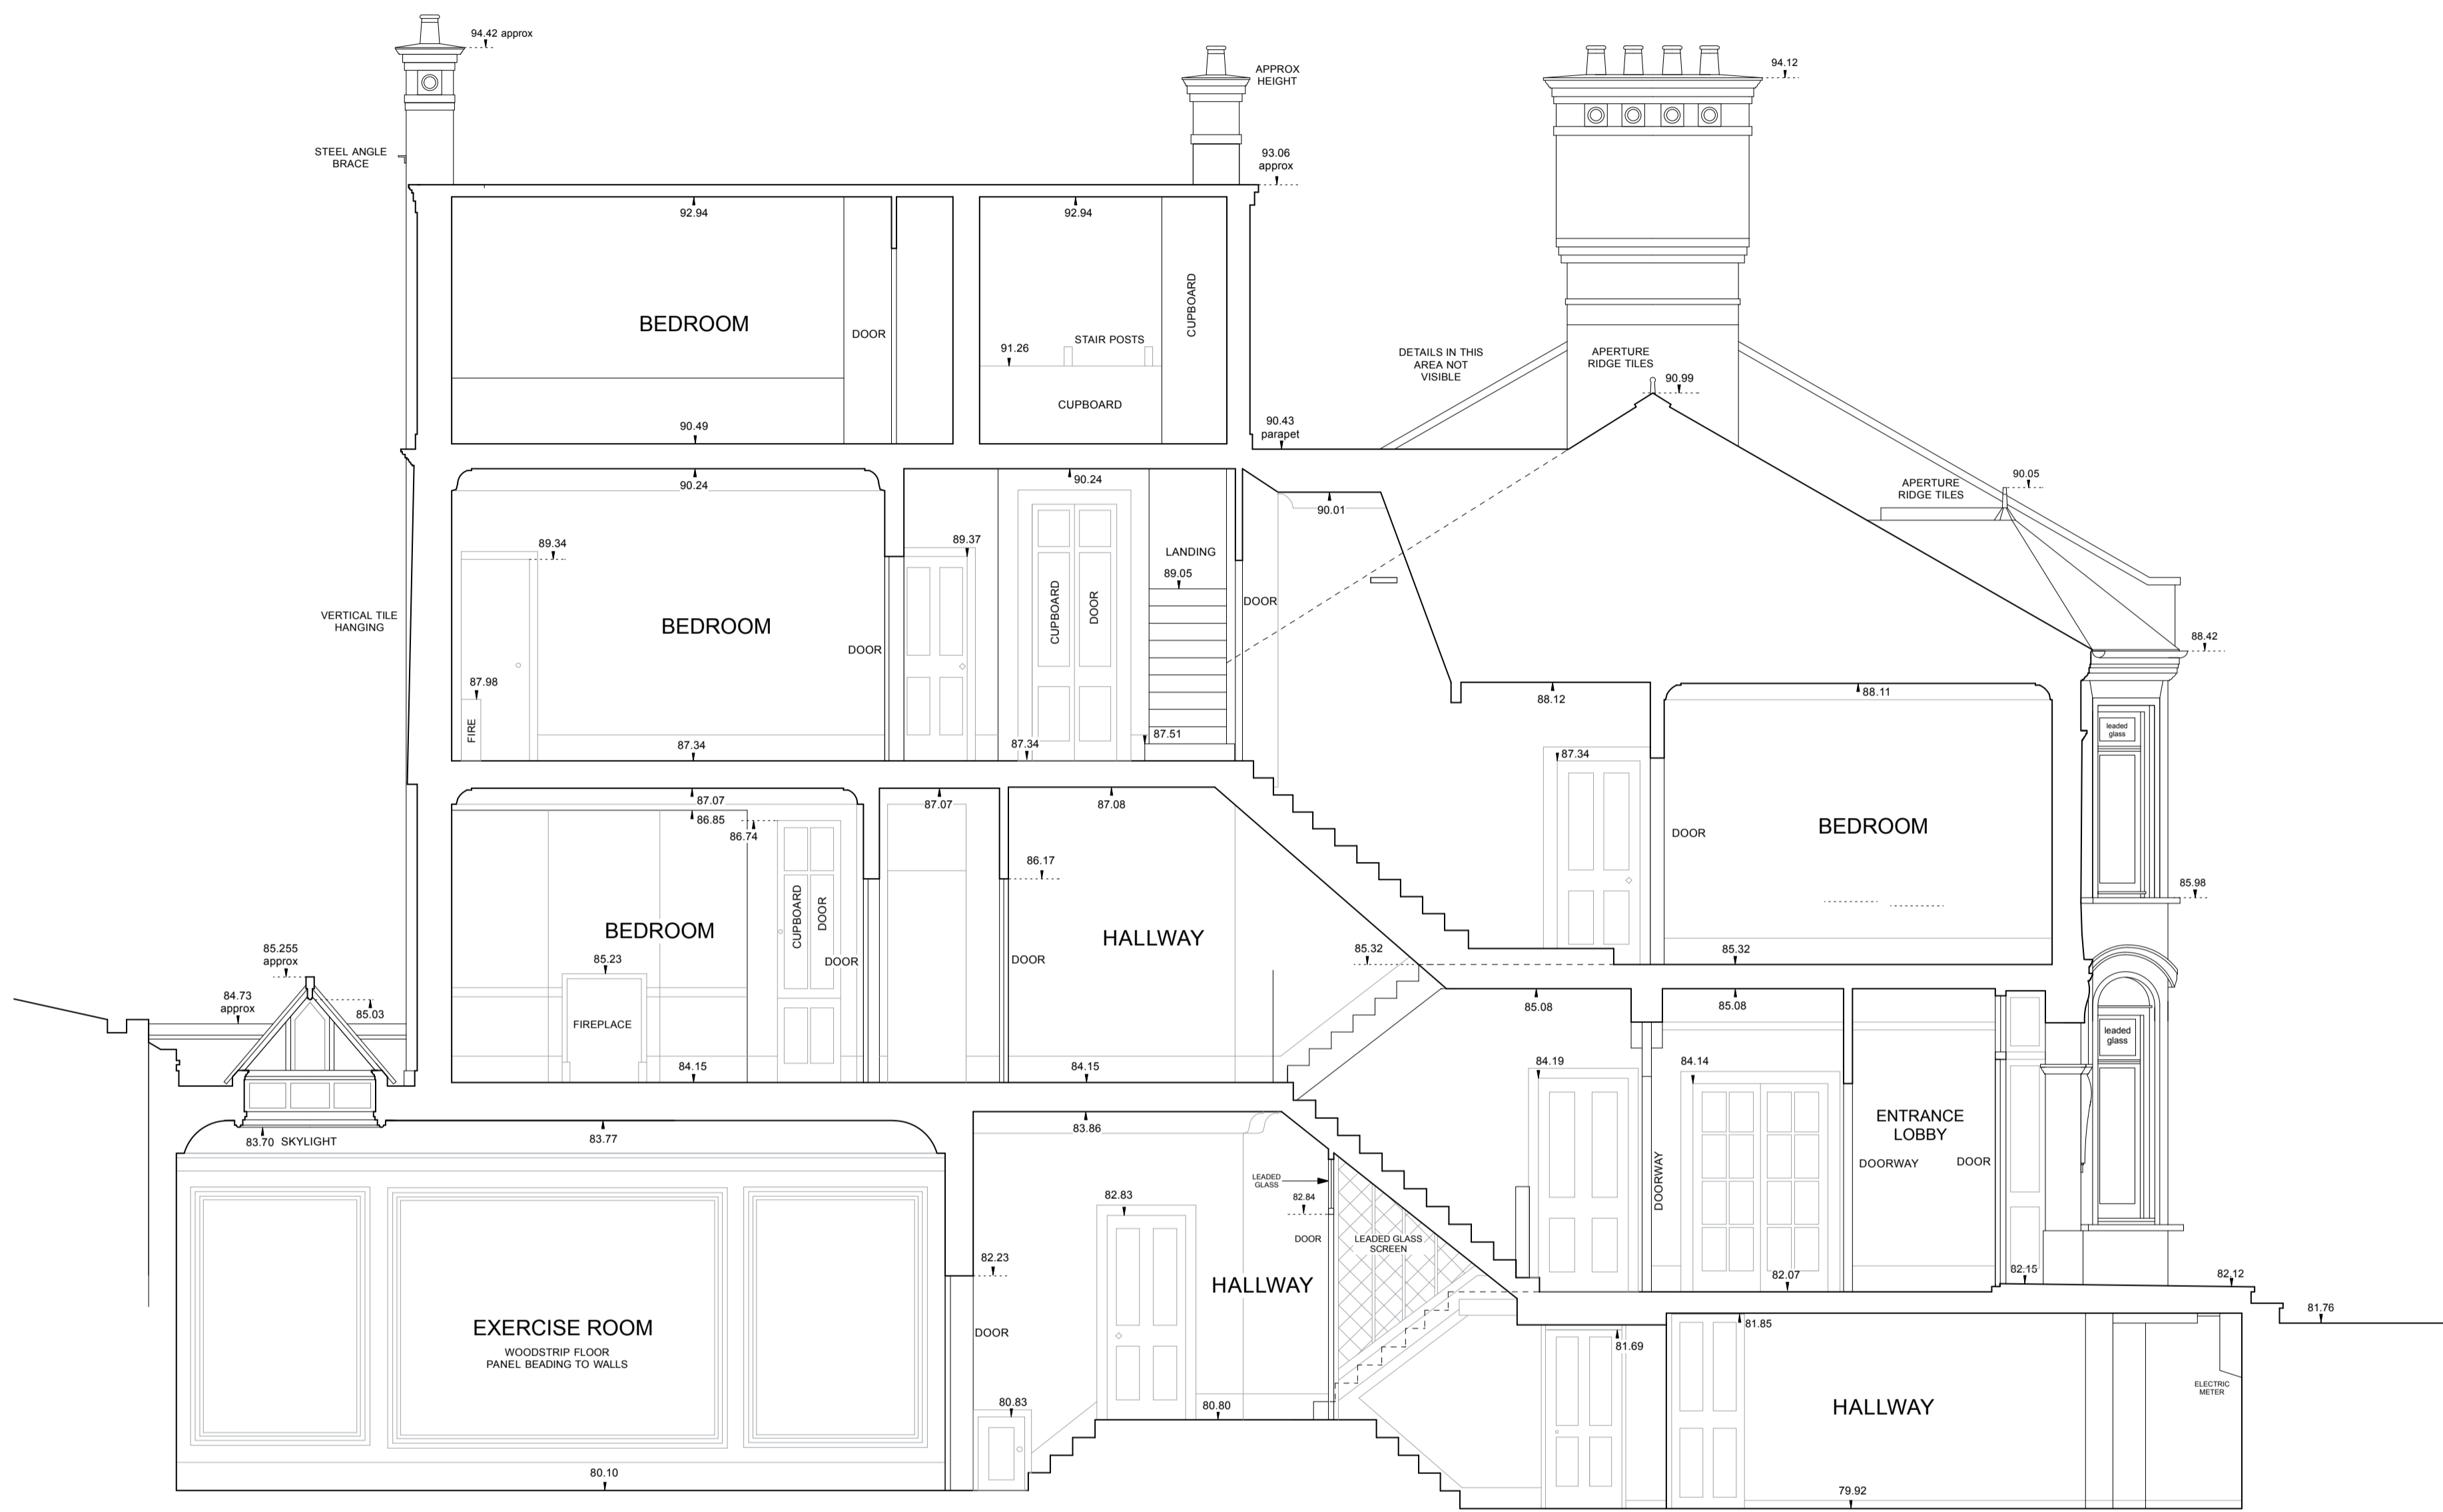 94.42 approx
APPROX
HEIGHT
94.12
STEEL ANGLE
BRACE
93.06
approx
92.94
92.94
BEDROOM
DOOR
CUPBOARD
91.26
STAIR POSTS
CUPBOARD
DETAILS IN THIS
AREA NOT
VISIBLE
APERTURE
RIDGE TILES
90.99
90.49
90.43
parapet
90.24
90.24
90.01
APERTURE
RIDGE TILES
90.05
89.34
89.37
LANDING
89.05
VERTICAL TILE
HANGING
BEDROOM
DOOR
CUPBOARD
DOOR
DOOR
88.42
87.98
FIRE
87.34
87.34
87.51
88.12
88.11
leaded
glass
87.34
87.07
86.85
86.74
87.07
87.08
86.17
DOOR
BEDROOM
85.98
BEDROOM
CUPBOARD
DOOR
DOOR
HALLWAY
DOOR
85.32
85.32
85.255
approx
85.23
84.73
approx
85.03
FIREPLACE
85.08
85.08
leaded
glass
84.15
84.15
84.19
84.14
83.70 SKYLIGHT
83.77
83.86
ENTRANCE
LOBBY
DOORWAY
DOORWAY
DOOR
LEADED
GLASS
82.83
82.84
DOOR
LEADED GLASS
SCREEN
82.23
HALLWAY
82.07
82.15
82.12
81.76
EXERCISE ROOM
WOODSTRIP FLOOR
PANEL BEADING TO WALLS
DOOR
81.69
81.85
80.83
80.80
HALLWAY
ELECTRIC
METER
80.10
79.92